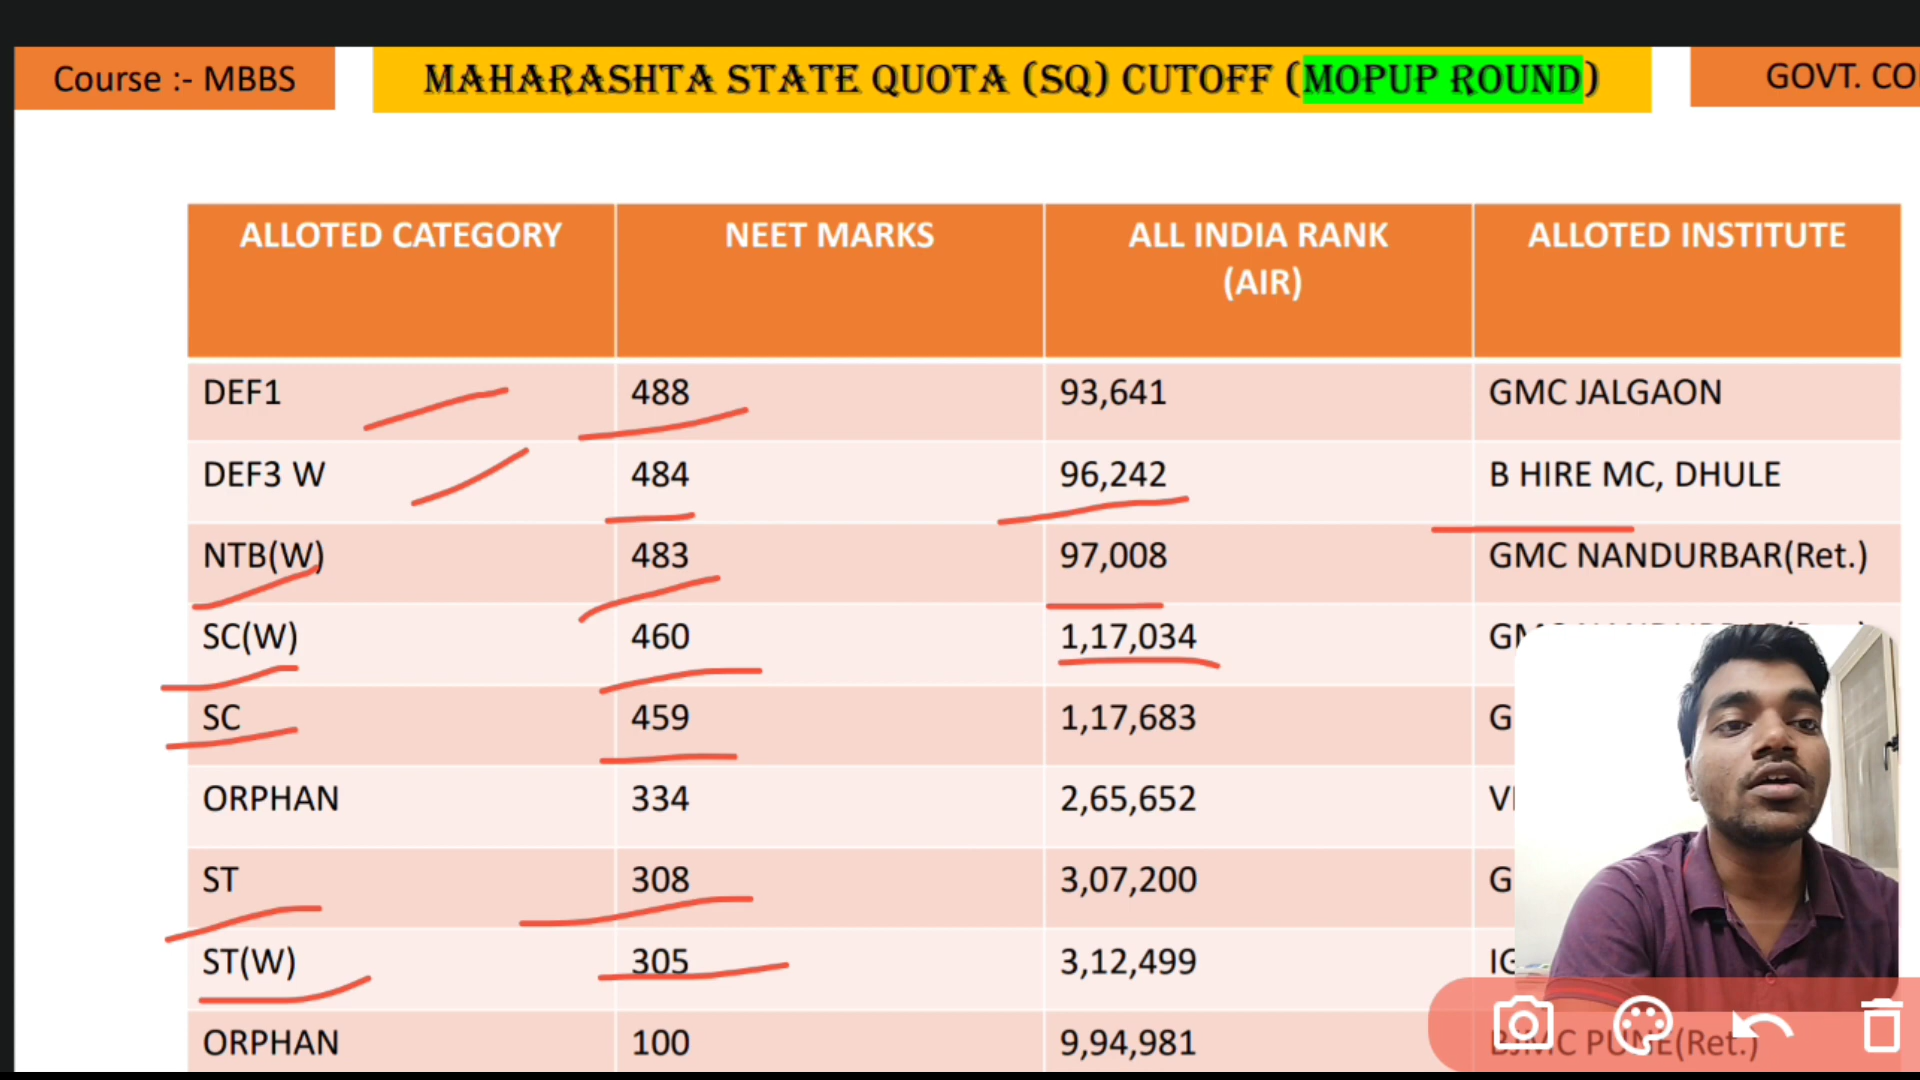 Course :- MBBS
MAHARASHTA STATE QUOTA (SQ) CUTOFF (MOPUP ROUND)
GOVT.
ALLOTED CATEGORY NEET MARKS ALL INDIA RANK (AIR) ALLOTED INSTITUTE
DEF1 488 93,641 GMC JALGAON
DEF3 W 484 96,242 B HIRE MC, DHULE
NTB(W) 483 97,008 GMC NANDURBAR(Ret.)
SC(W) 460 1,17,034
SC 459 1,17,683
ORPHAN 334 2,65,652
ST 308 3,07,200
ST(W) 305 3,12,499
ORPHAN 100 9,94,981 BJMC PUNE(Ret.)